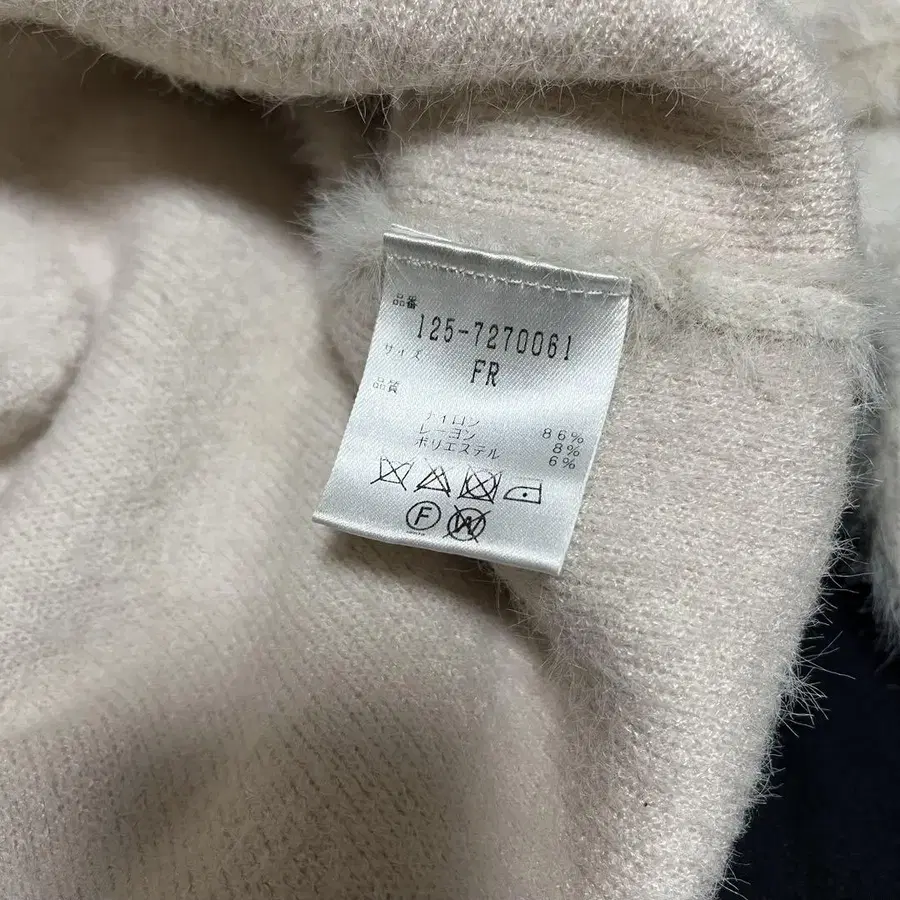 品番
125-7270061
サイズ
FR
品質
ナイロン 86%
レーヨン 8%
ポリエステル 6%
F W